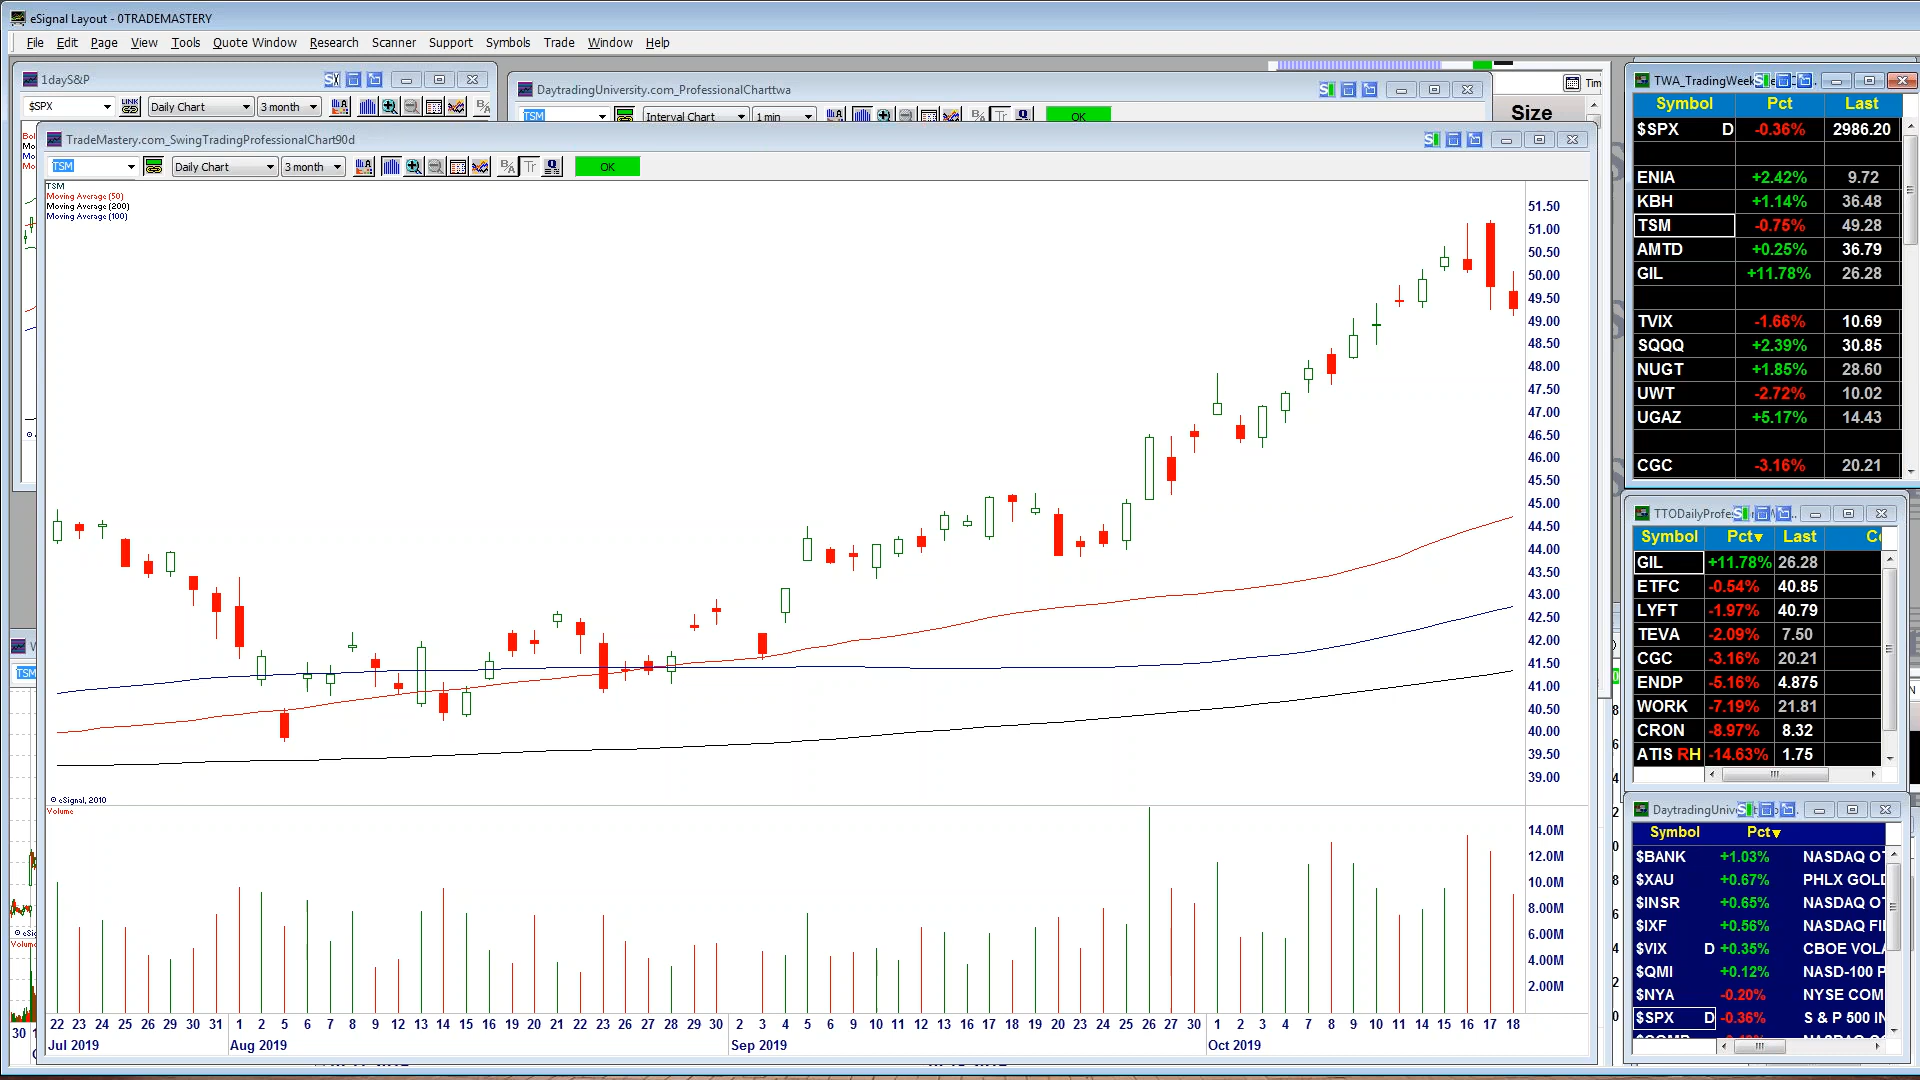 eSignal Layout - 0TRADEMASTERY
File Edit Page View Tools Quote Window Research Scanner Support Symbols Trade Window Help
1dayS&P
$SPX Daily Chart 3 month
DaytradingUniversity.com_ProfessionalCharttwa
TSM Interval Chart 1 min OK
Size
TradeMastery.com_SwingTradingProfessionalChart90d
TSM Daily Chart 3 month OK
TSM
Moving Average (50)
Moving Average (200)
Moving Average (100)
51.50
51.00
50.50
50.00
49.50
49.00
48.50
48.00
47.50
47.00
46.50
46.00
45.50
45.00
44.50
44.00
43.50
43.00
42.50
42.00
41.50
41.00
40.50
40.00
39.50
39.00
© eSignal, 2010
Volume
14.0M
12.0M
10.0M
8.00M
6.00M
4.00M
2.00M
22 23 24 25 26 29 30 31 1 2 5 6 7 8 9 12 13 14 15 16 19 20 21 22 23 26 27 28 29 30 2 3 4 5 6 9 10 11 12 13 16 17 18 19 20 23 24 25 26 27 30 1 2 3 4 7 8 9 10 11 14 15 16 17 18
Jul 2019 Aug 2019 Sep 2019 Oct 2019
Symbol Pct Last
$SPX D -0.36% 2986.20
ENIA +2.42% 9.72
KBH +1.14% 36.48
TSM -0.75% 49.28
AMTD +0.25% 36.79
GIL +11.78% 26.28
TVIX -1.66% 10.69
SQQQ +2.39% 30.85
NUGT +1.85% 28.60
UWT -2.72% 10.02
UGAZ +5.17% 14.43
CGC -3.16% 20.21
Symbol Pct▼ Last
GIL +11.78% 26.28
ETFC -0.54% 40.85
LYFT -1.97% 40.79
TEVA -2.09% 7.50
CGC -3.16% 20.21
ENDP -5.16% 4.875
WORK -7.19% 21.81
CRON -8.97% 8.32
ATIS RH -14.63% 1.75
Symbol Pct▼
$BANK +1.03% NASDAQ
$XAU +0.67% PHLX GOLD
$INSR +0.65% NASDAQ
$IXF +0.56% NASDAQ
$VIX D +0.35% CBOE
$QMI +0.12% NASD-100
$NYA -0.20% NYSE
$SPX D -0.36% S & P 500